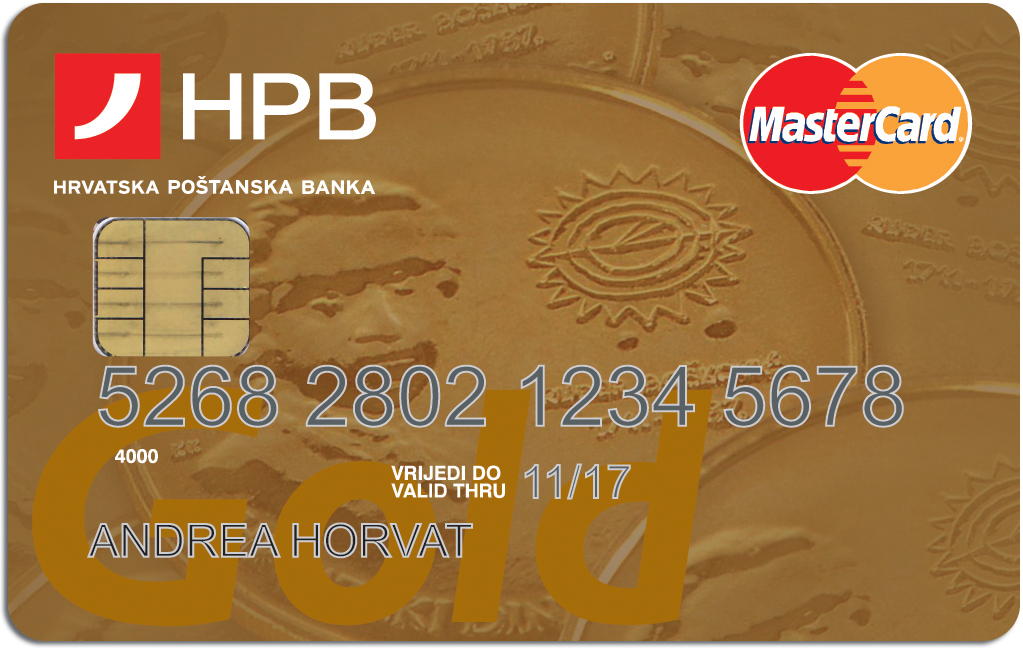 HPB
MasterCard
HRVATSKA POŠTANSKA BANKA
5268 2802 1234 5678
4000
VRIJEDI DO
VALID THRU 11/17
ANDREA HORVAT
Gold